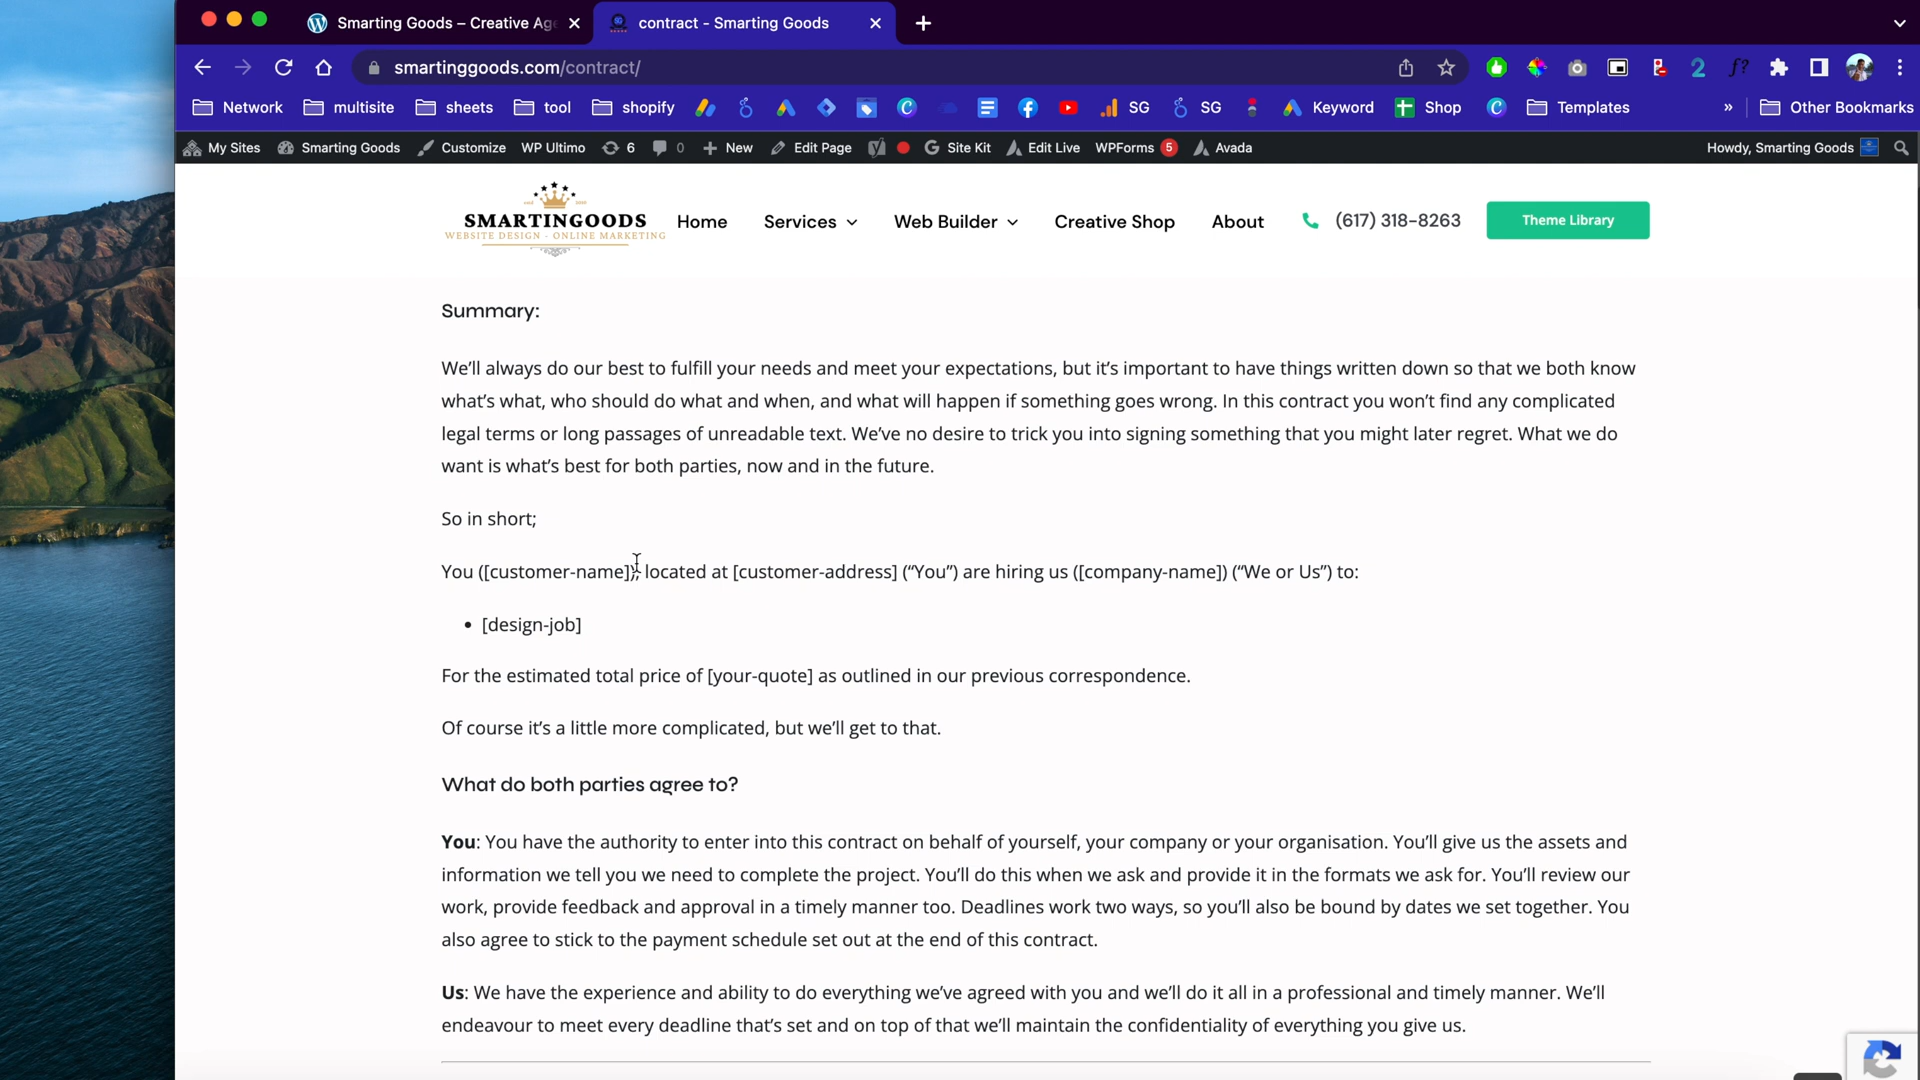 Smarting Goods – Creative Age
contract - Smarting Goods
smartinggoods.com/contract/
Network multisite sheets tool shopify SG SG Keyword Shop Templates » Other Bookmarks
My Sites Smarting Goods Customize WP Ultimo 6 0 New Edit Page Site Kit Edit Live WPForms 5 Avada Howdy, Smarting Goods
SMARTINGOODS
WEBSITE DESIGN - ONLINE MARKETING
Home Services Web Builder Creative Shop About (617) 318-8263 Theme Library
Summary:
We’ll always do our best to fulfill your needs and meet your expectations, but it’s important to have things written down so that we both know
what’s what, who should do what and when, and what will happen if something goes wrong. In this contract you won’t find any complicated
legal terms or long passages of unreadable text. We’ve no desire to trick you into signing something that you might later regret. What we do
want is what’s best for both parties, now and in the future.
So in short;
You ([customer-name]), located at [customer-address] (“You”) are hiring us ([company-name]) (“We or Us”) to:
• [design-job]
For the estimated total price of [your-quote] as outlined in our previous correspondence.
Of course it’s a little more complicated, but we’ll get to that.
What do both parties agree to?
You: You have the authority to enter into this contract on behalf of yourself, your company or your organisation. You’ll give us the assets and
information we tell you we need to complete the project. You’ll do this when we ask and provide it in the formats we ask for. You’ll review our
work, provide feedback and approval in a timely manner too. Deadlines work two ways, so you’ll also be bound by dates we set together. You
also agree to stick to the payment schedule set out at the end of this contract.
Us: We have the experience and ability to do everything we’ve agreed with you and we’ll do it all in a professional and timely manner. We’ll
endeavour to meet every deadline that’s set and on top of that we’ll maintain the confidentiality of everything you give us.